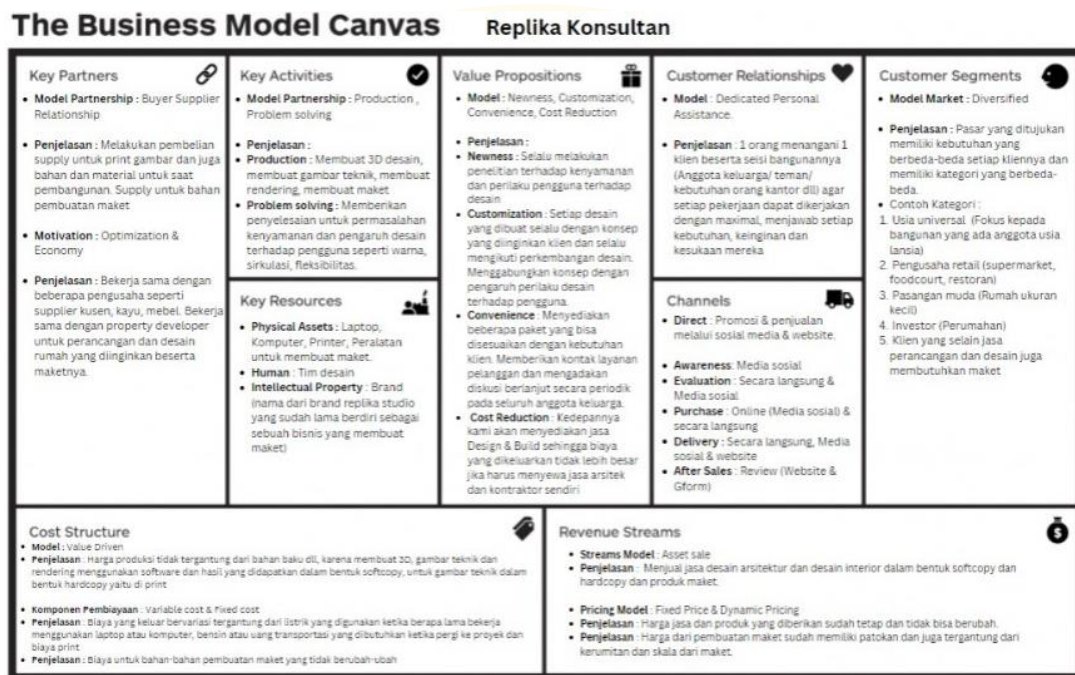 The Business Model Canvas
Replika Konsultan
Key Partners
• Model Partnership : Buyer Supplier
Relationship
• Penjelasan : Melakukan pembelian
supply untuk print gambar dan juga
bahan dan material untuk saat
pembangunan. Supply untuk bahan
pembuatan maket
• Motivation : Optimization &
Economy
• Penjelasan : Bekerja sama dengan
beberapa pengusaha seperti
supplier kusen, kayu, mebel. Bekerja
sama dengan property developer
untuk perancangan dan desain
rumah yang diinginkan beserta
maketnya.
Key Activities
• Model Partnership : Production ,
Problem solving
• Penjelasan :
• Production : Membuat 3D desain,
membuat gambar teknik, membuat
rendering, membuat maket
• Problem solving : Memberikan
penyelesaian untuk permasalahan
kenyamanan dan pengaruh desain
terhadap pengguna seperti warna,
sirkulasi, fleksibilitas.
Key Resources
• Physical Assets : Laptop,
Komputer, Printer, Peralatan
untuk membuat maket.
• Human : Tim desain
• Intellectual Property : Brand
(nama dari brand replika studio
yang sudah lama berdiri sebagai
sebuah bisnis yang membuat
maket)
Value Propositions
• Model : Newness, Customization,
Convenience, Cost Reduction
• Penjelasan :
• Newness : Selalu melakukan
penelitian terhadap kenyamanan
dan perilaku pengguna terhadap
desain
• Customization : Setiap desain
yang dibuat selalu dengan konsep
yang diinginkan klien dan selalu
mengikuti perkembangan desain.
Menggabungkan konsep dengan
pengaruh perilaku desain
terhadap pengguna.
• Convenience : Menyediakan
beberapa paket yang bisa
disesuaikan dengan kebutuhan
klien. Memberikan kontak layanan
pelanggan dan mengadakan
diskusi berlanjut secara periodik
pada seluruh anggota keluarga.
• Cost Reduction : Kedepannya
kami akan menyediakan jasa
Design & Build sehingga biaya
yang dikeluarkan tidak lebih besar
jika harus menyewa jasa arsitek
dan kontraktor sendiri
Customer Relationships
• Model : Dedicated Personal
Assistance.
• Penjelasan : 1 orang menangani 1
klien beserta seisi bangunannya
(Anggota keluarga/ teman/
kebutuhan orang kantor dll) agar
setiap pekerjaan dapat dikerjakan
dengan maximal, menjawab setiap
kebutuhan, keinginan dan
kesukaan mereka
Channels
• Direct : Promosi & penjualan
melalui sosial media & website.
• Awareness: Media sosial
• Evaluation : Secara langsung &
Media sosial
• Purchase : Online (Media sosial) &
secara langsung
• Delivery : Secara langsung, Media
sosial & website
• After Sales : Review (Website &
Gform)
Customer Segments
• Model Market : Diversified
• Penjelasan : Pasar yang ditujukan
memiliki kebutuhan yang
berbeda-beda setiap kliennya dan
memiliki kategori yang berbeda-
beda.
• Contoh Kategori :
1. Usia universal (Fokus kepada
bangunan yang ada anggota usia
lansia)
2. Pengusaha retail (supermarket,
foodcourt, restoran)
3. Pasangan muda (Rumah ukuran
kecil)
4. Investor (Perumahan)
5. Klien yang selain jasa
perancangan dan desain juga
membutuhkan maket
Cost Structure
• Model : Value Driven
• Penjelasan : Harga produksi tidak tergantung dari bahan baku dll, karena membuat 3D, gambar teknik dan
rendering menggunakan software dan hasil yang didapatkan dalam bentuk softcopy, untuk gambar teknik dalam
bentuk hardcopy yaitu di print
• Komponen Pembiayaan : Variable cost & Fixed cost
• Penjelasan : Biaya yang keluar bervariasi tergantung dari listrik yang digunakan ketika berapa lama bekerja
menggunakan laptop atau komputer, bensin atau uang transportasi yang dibutuhkan ketika pergi ke proyek dan
biaya print
• Penjelasan : Biaya untuk bahan-bahan pembuatan maket yang tidak berubah-ubah
Revenue Streams
• Streams Model : Asset sale
• Penjelasan : Menjual jasa desain arsitektur dan desain interior dalam bentuk softcopy dan
hardcopy dan produk maket.
• Pricing Model : Fixed Price & Dynamic Pricing
• Penjelasan : Harga jasa dan produk yang diberikan sudah tetap dan tidak bisa berubah.
• Penjelasan : Harga dari pembuatan maket sudah memiliki patokan dan juga tergantung dari
kerumitan dan skala dari maket.